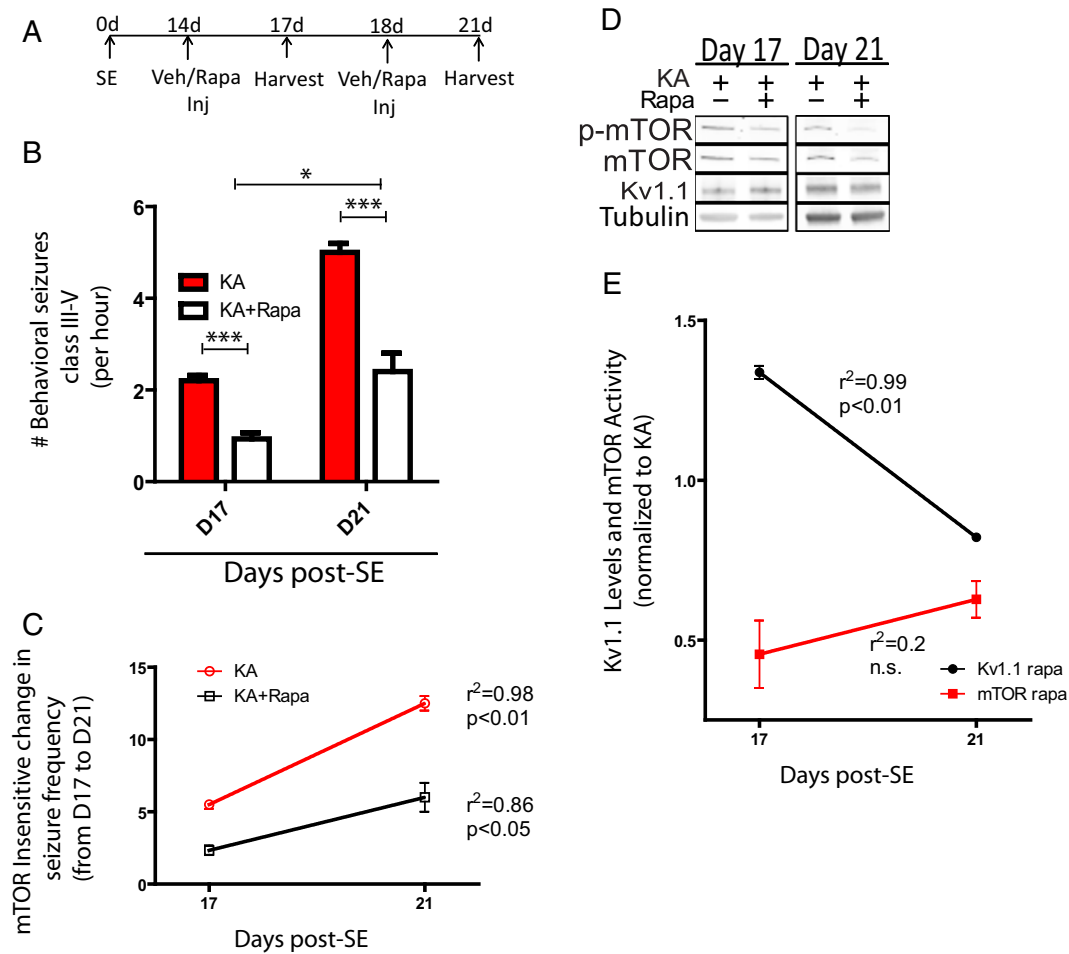 A
0d 14d 17d 18d 21d
SE Veh/Rapa Harvest Veh/Rapa Harvest
Inj Inj
B
# Behavioral seizures
class III-V
(per hour)
6
4
2
0
*
***
***
KA
KA+Rapa
D17 D21
Days post-SE
C
mTOR Insensitive change in
seizure frequency
(from D17 to D21)
15
10
5
0
KA
KA+Rapa
r²=0.98
p<0.01
r²=0.86
p<0.05
17 21
Days post-SE
D
Day 17 Day 21
KA + + + +
Rapa − + − +
p-mTOR
mTOR
Kv1.1
Tubulin
E
Kv1.1 Levels and mTOR Activity
(normalized to KA)
1.5
1.0
0.5
r²=0.99
p<0.01
r²=0.2
n.s.
Kv1.1 rapa
mTOR rapa
17 21
Days post-SE